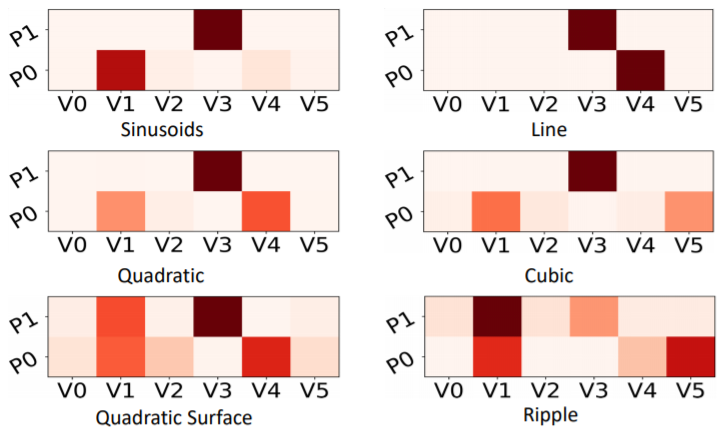 P1
P0
V0 V1 V2 V3 V4 V5
Sinusoids
P1
P0
V0 V1 V2 V3 V4 V5
Line
P1
P0
V0 V1 V2 V3 V4 V5
Quadratic
P1
P0
V0 V1 V2 V3 V4 V5
Cubic
P1
P0
V0 V1 V2 V3 V4 V5
Quadratic Surface
P1
P0
V0 V1 V2 V3 V4 V5
Ripple